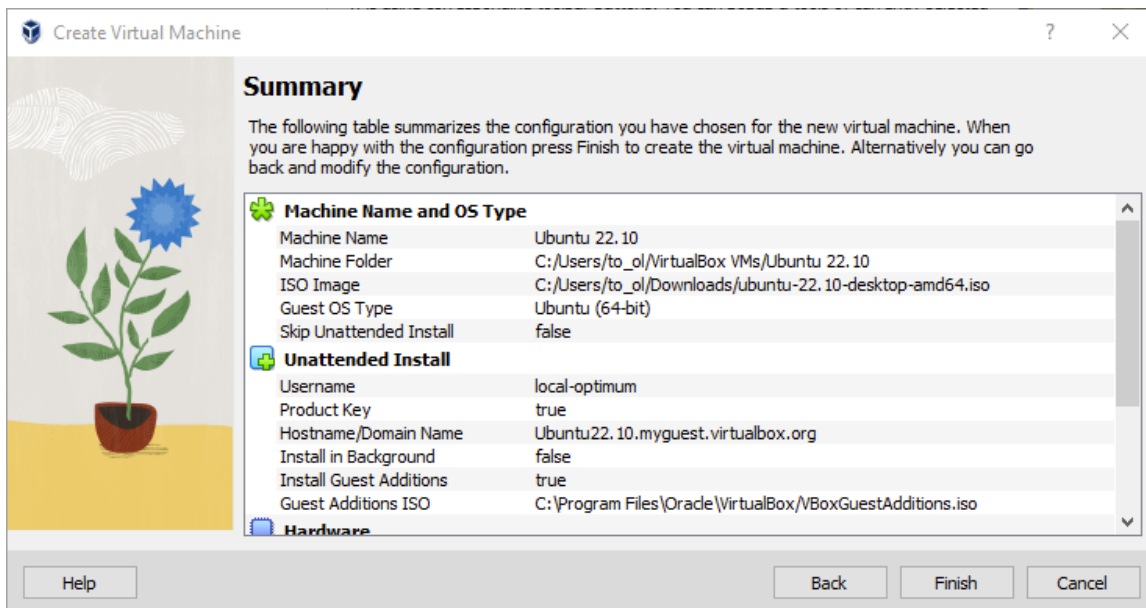 Create Virtual Machine
Summary
The following table summarizes the configuration you have chosen for the new virtual machine. When
you are happy with the configuration press Finish to create the virtual machine. Alternatively you can go
back and modify the configuration.
Machine Name and OS Type
Machine Name Ubuntu 22.10
Machine Folder C:/Users/to_ol/VirtualBox VMs/Ubuntu 22.10
ISO Image C:/Users/to_ol/Downloads/ubuntu-22.10-desktop-amd64.iso
Guest OS Type Ubuntu (64-bit)
Skip Unattended Install false
Unattended Install
Username local-optimum
Product Key true
Hostname/Domain Name Ubuntu22.10.myguest.virtualbox.org
Install in Background false
Install Guest Additions true
Guest Additions ISO C:\Program Files\Oracle\VirtualBox/VBoxGuestAdditions.iso
Hardware
Help Back Finish Cancel